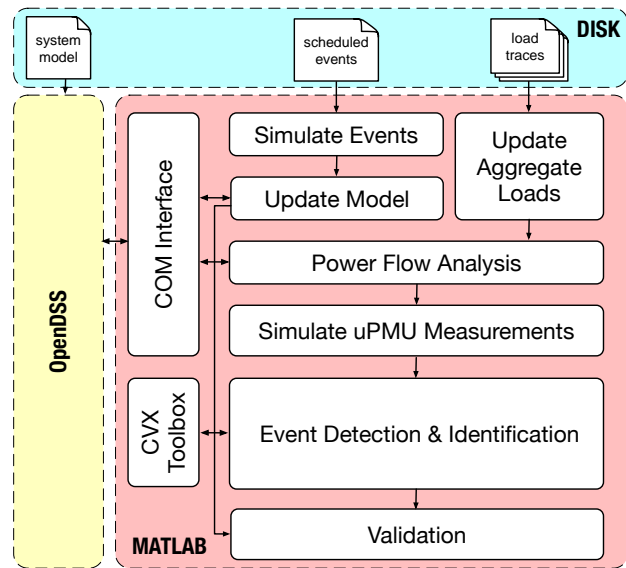 system
model
scheduled
events
load
traces
DISK
Simulate Events
Update
Aggregate
Loads
Update Model
COM Interface
OpenDSS
Power Flow Analysis
Simulate uPMU Measurements
CVX
Toolbox
Event Detection & Identification
Validation
MATLAB